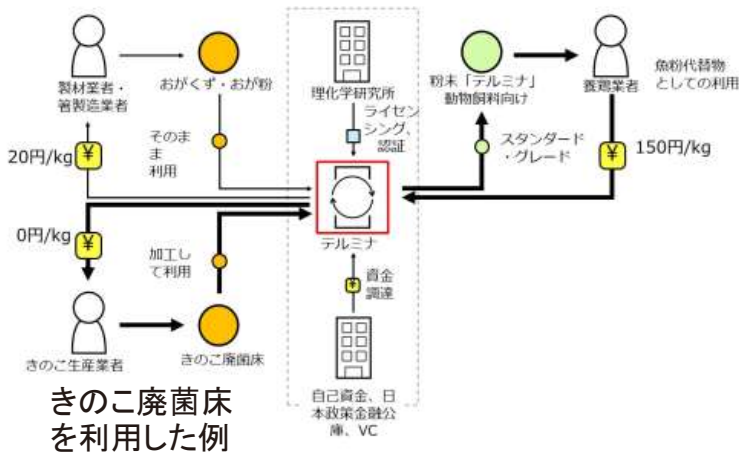 製材業者・
箸製造業者
おがくず・おが粉
理化学研究所
粉末「テルミナ」
動物飼料向け
養鶏業者
魚粉代替物
としての利用
ライセン
シング、
認証
そのま
ま
利用
スタンダード
・グレード
20円/kg
¥
¥
150円/kg
0円/kg
¥
テルミナ
加工し
て利用
¥
資金
調達
きのこ生産業者
きのこ廃菌床
自己資金、日
本政策金融公
庫、VC
きのこ廃菌床
を利用した例